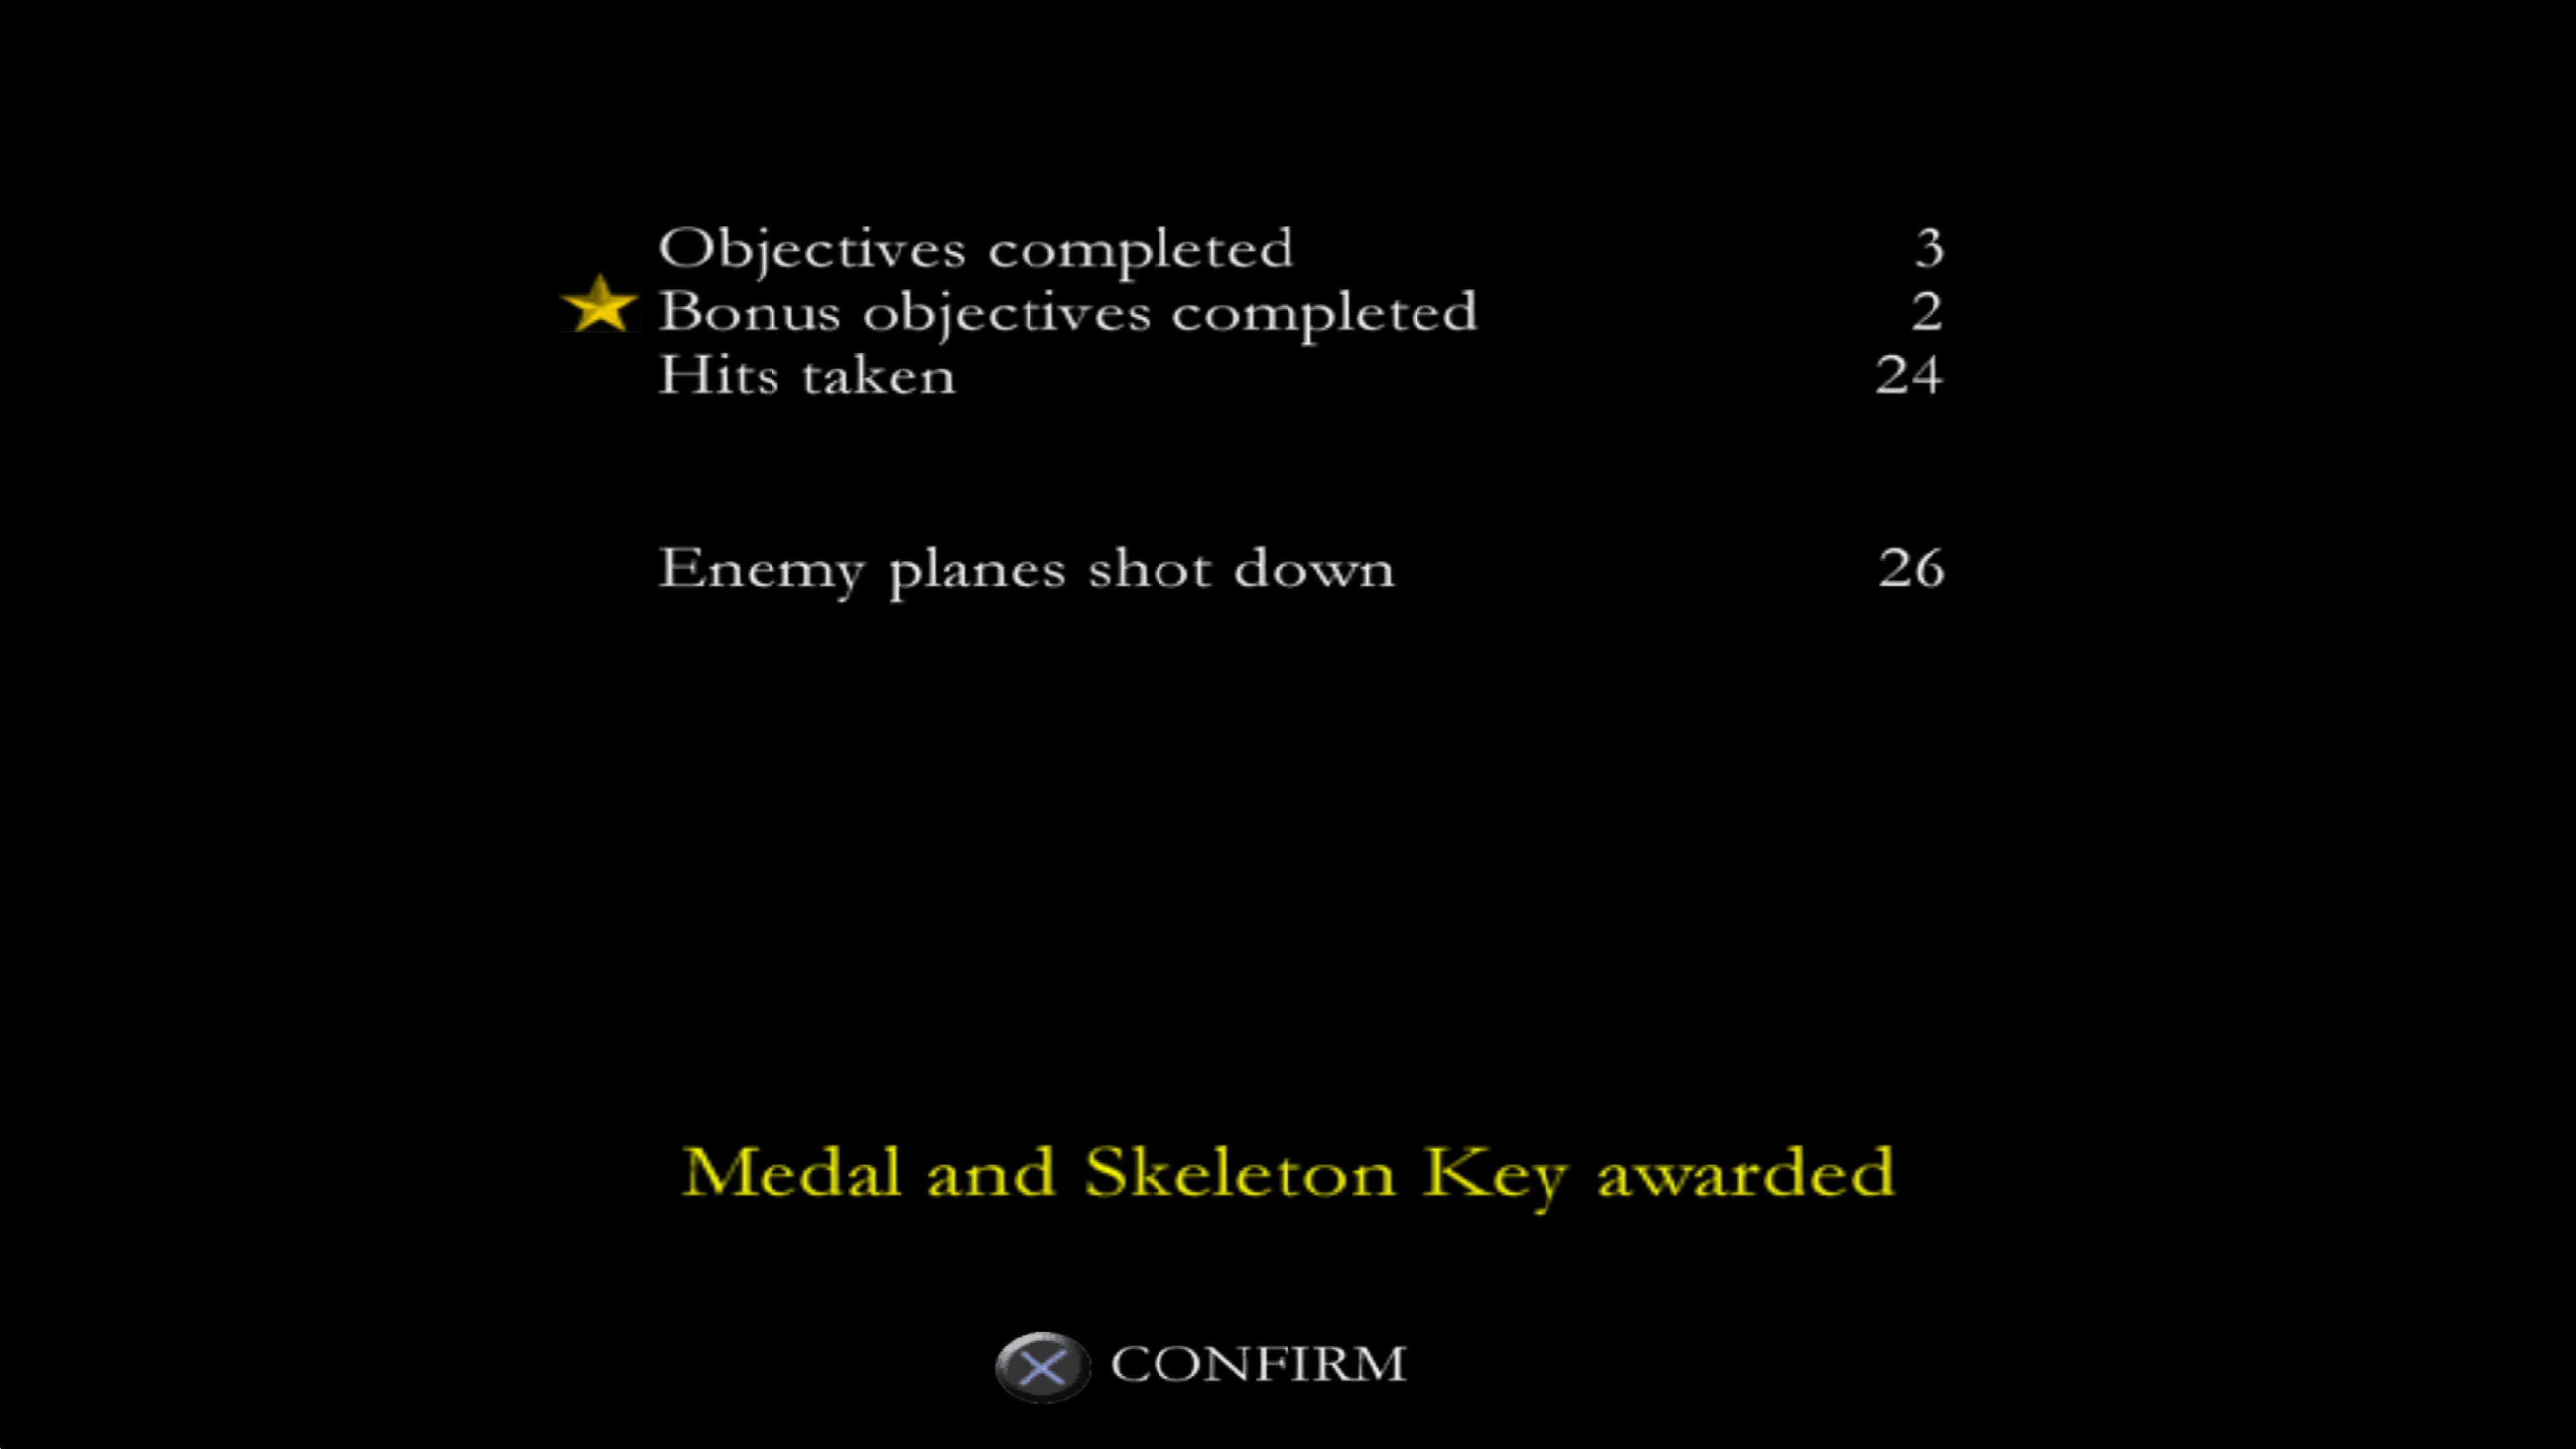 Objectives completed 3
Bonus objectives completed 2
Hits taken 24
Enemy planes shot down 26
Medal and Skeleton Key awarded
CONFIRM